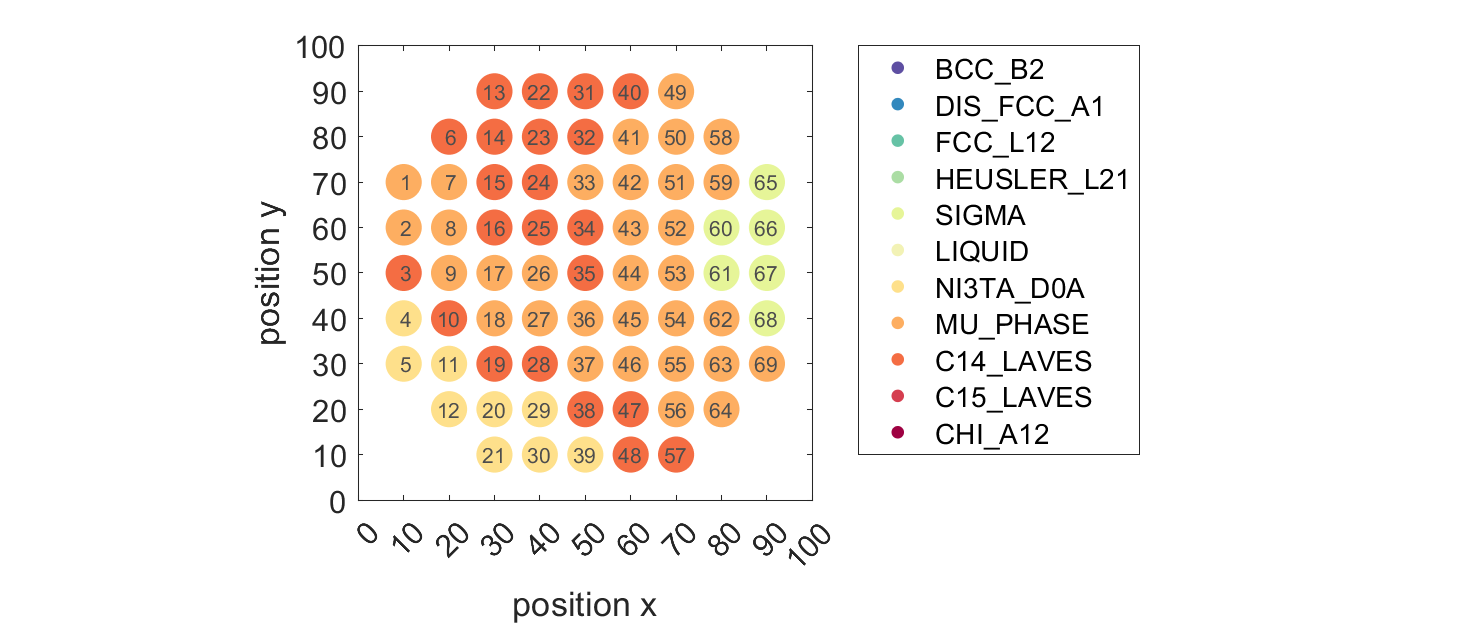 100
90
80
70
60
50
40
30
20
10
0
position y
13 22 31 40 49
6 14 23 32 41 50 58
1 7 15 24 33 42 51 59 65
2 8 16 25 34 43 52 60 66
3 9 17 26 35 44 53 61 67
4 10 18 27 36 45 54 62 68
5 11 19 28 37 46 55 63 69
12 20 29 38 47 56 64
21 30 39 48 57
0 10 20 30 40 50 60 70 80 90 100
position x
BCC_B2
DIS_FCC_A1
FCC_L12
HEUSLER_L21
SIGMA
LIQUID
NI3TA_D0A
MU_PHASE
C14_LAVES
C15_LAVES
CHI_A12